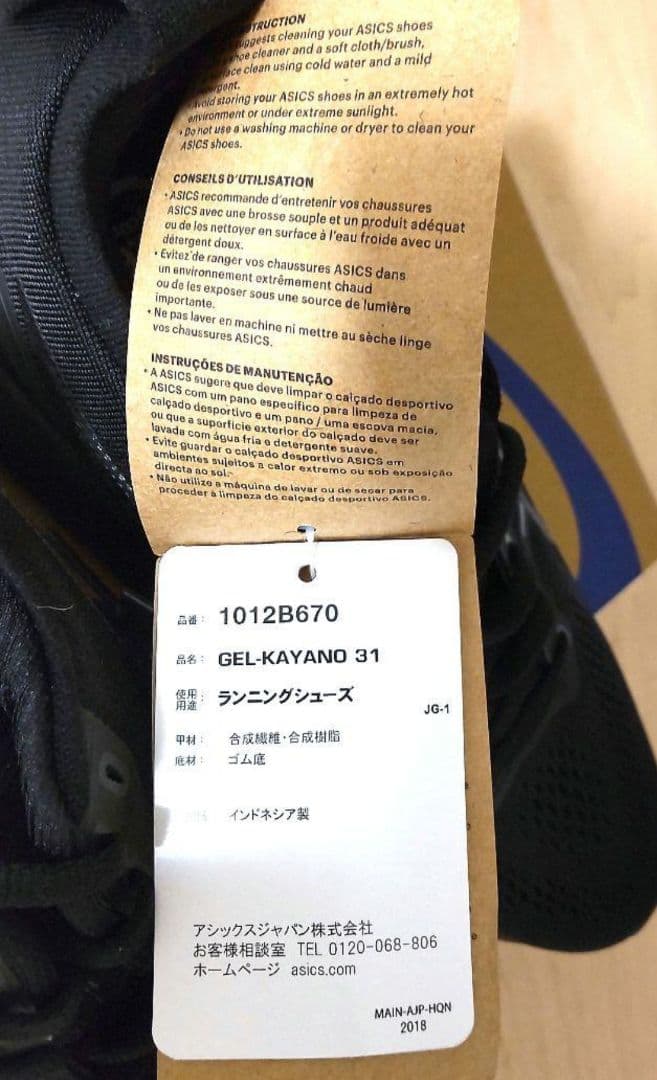 TRUCTION
uggests cleaning your ASICS shoes
hoe cleaner and a soft cloth/brush,
face clean using cold water and a mild
ergent.
• Avoid storing your ASICS shoes in an extremely hot
environment or under extreme sunlight.
• Do not use a washing machine or dryer to clean your
ASICS shoes.
CONSEILS D'UTILISATION
• ASICS recommande d'entretenir vos chaussures
ASICS avec une brosse souple et un produit adéquat
ou de les nettoyer en surface à l'eau froide avec un
détergent doux.
• Evitez de ranger vos chaussures ASICS dans
un environnement extrêmement chaud
ou de les exposer sous une source de lumière
importante.
• Ne pas laver en machine ni mettre au sèche linge
vos chaussures ASICS.
INSTRUÇÕES DE MANUTENÇÃO
• A ASICS sugere que deve limpar o calçado desportivo
ASICS com um pano específico para limpeza de
calçado desportivo e um pano / uma escova macia,
ou que a superfície exterior do calçado deve ser
lavada com água fria e detergente suave.
• Evite guardar o calçado desportivo ASICS em
ambientes sujeitos a calor extremo ou sob exposição
directa ao sol.
• Não utilize a máquina de lavar ou de secar para
proceder à limpeza do calçado desportivo ASICS.
品番： 1012B670
品名： GEL-KAYANO 31
使用用途： ランニングシューズ
JG-1
甲材： 合成繊維・合成樹脂
底材： ゴム底
インドネシア製
アシックスジャパン株式会社
お客様相談室 TEL 0120-068-806
ホームページ asics.com
MAIN-AJP-HQN
2018